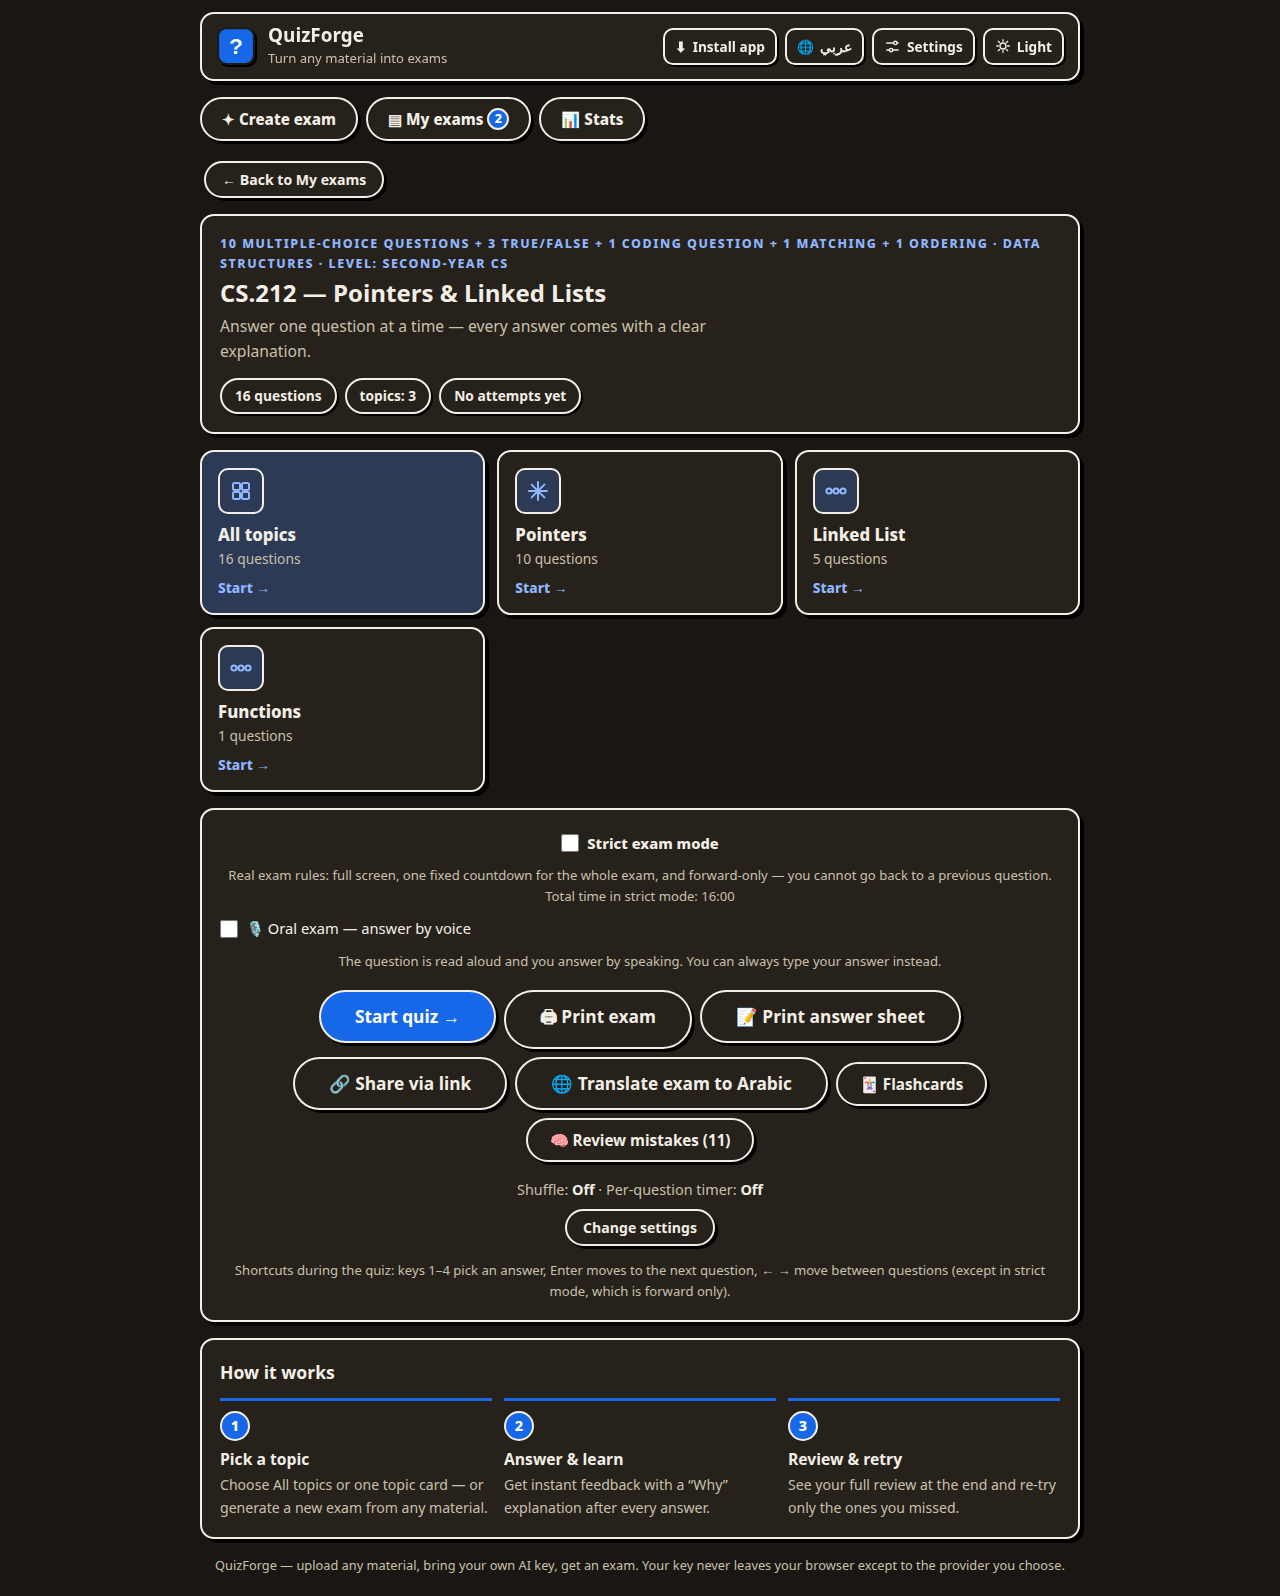 ?
QuizForge
Turn any material into exams
⬇ Install app
🌐 عربي
Settings
Light
✦ Create exam
▤ My exams 2
📊 Stats
← Back to My exams
10 MULTIPLE-CHOICE QUESTIONS + 3 TRUE/FALSE + 1 CODING QUESTION + 1 MATCHING + 1 ORDERING · DATA
STRUCTURES · LEVEL: SECOND-YEAR CS
CS.212 — Pointers & Linked Lists
Answer one question at a time — every answer comes with a clear
explanation.
16 questions
topics: 3
No attempts yet
All topics
16 questions
Start →
Pointers
10 questions
Start →
Linked List
5 questions
Start →
Functions
1 questions
Start →
Strict exam mode
Real exam rules: full screen, one fixed countdown for the whole exam, and forward-only — you cannot go back to a previous question.
Total time in strict mode: 16:00
🎙️ Oral exam — answer by voice
The question is read aloud and you answer by speaking. You can always type your answer instead.
Start quiz →
🖨️ Print exam
📝 Print answer sheet
🔗 Share via link
🌐 Translate exam to Arabic
🃏 Flashcards
🧠 Review mistakes (11)
Shuffle: Off · Per-question timer: Off
Change settings
Shortcuts during the quiz: keys 1–4 pick an answer, Enter moves to the next question, ← → move between questions (except in strict
mode, which is forward only).
How it works
1
Pick a topic
Choose All topics or one topic card — or
generate a new exam from any material.
2
Answer & learn
Get instant feedback with a “Why”
explanation after every answer.
3
Review & retry
See your full review at the end and re-try
only the ones you missed.
QuizForge — upload any material, bring your own AI key, get an exam. Your key never leaves your browser except to the provider you choose.